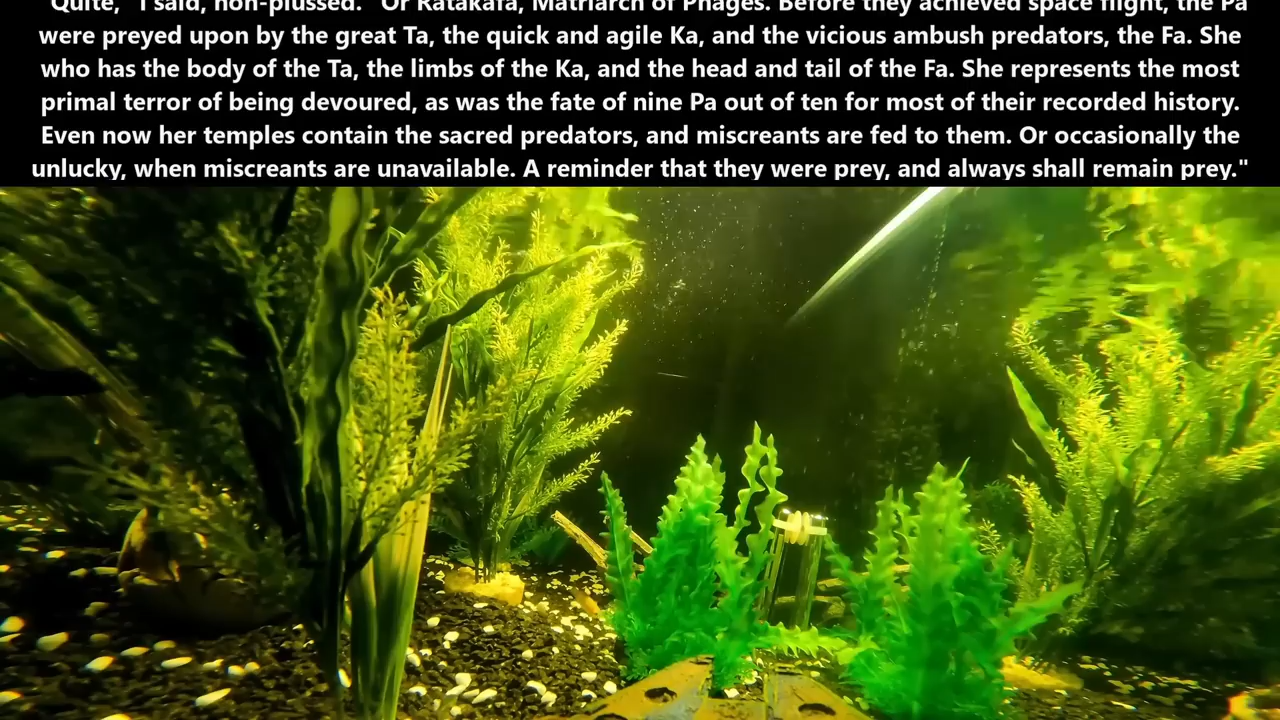 "Quite," I said, non-plussed. "Or Ratakafa, Matriarch of Phages. Before they achieved space flight, the Pa
were preyed upon by the great Ta, the quick and agile Ka, and the vicious ambush predators, the Fa. She
who has the body of the Ta, the limbs of the Ka, and the head and tail of the Fa. She represents the most
primal terror of being devoured, as was the fate of nine Pa out of ten for most of their recorded history.
Even now her temples contain the sacred predators, and miscreants are fed to them. Or occasionally the
unlucky, when miscreants are unavailable. A reminder that they were prey, and always shall remain prey."